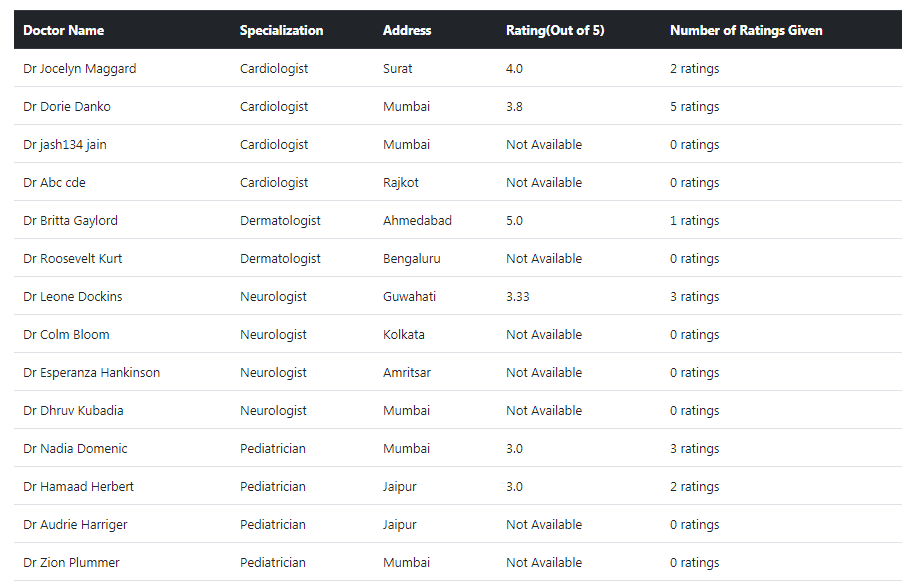 Doctor Name Specialization Address Rating(Out of 5) Number of Ratings Given
Dr Jocelyn Maggard Cardiologist Surat 4.0 2 ratings
Dr Dorie Danko Cardiologist Mumbai 3.8 5 ratings
Dr jash134 jain Cardiologist Mumbai Not Available 0 ratings
Dr Abc cde Cardiologist Rajkot Not Available 0 ratings
Dr Britta Gaylord Dermatologist Ahmedabad 5.0 1 ratings
Dr Roosevelt Kurt Dermatologist Bengaluru Not Available 0 ratings
Dr Leone Dockins Neurologist Guwahati 3.33 3 ratings
Dr Colm Bloom Neurologist Kolkata Not Available 0 ratings
Dr Esperanza Hankinson Neurologist Amritsar Not Available 0 ratings
Dr Dhruv Kubadia Neurologist Mumbai Not Available 0 ratings
Dr Nadia Domenic Pediatrician Mumbai 3.0 3 ratings
Dr Hamaad Herbert Pediatrician Jaipur 3.0 2 ratings
Dr Audrie Harriger Pediatrician Jaipur Not Available 0 ratings
Dr Zion Plummer Pediatrician Mumbai Not Available 0 ratings